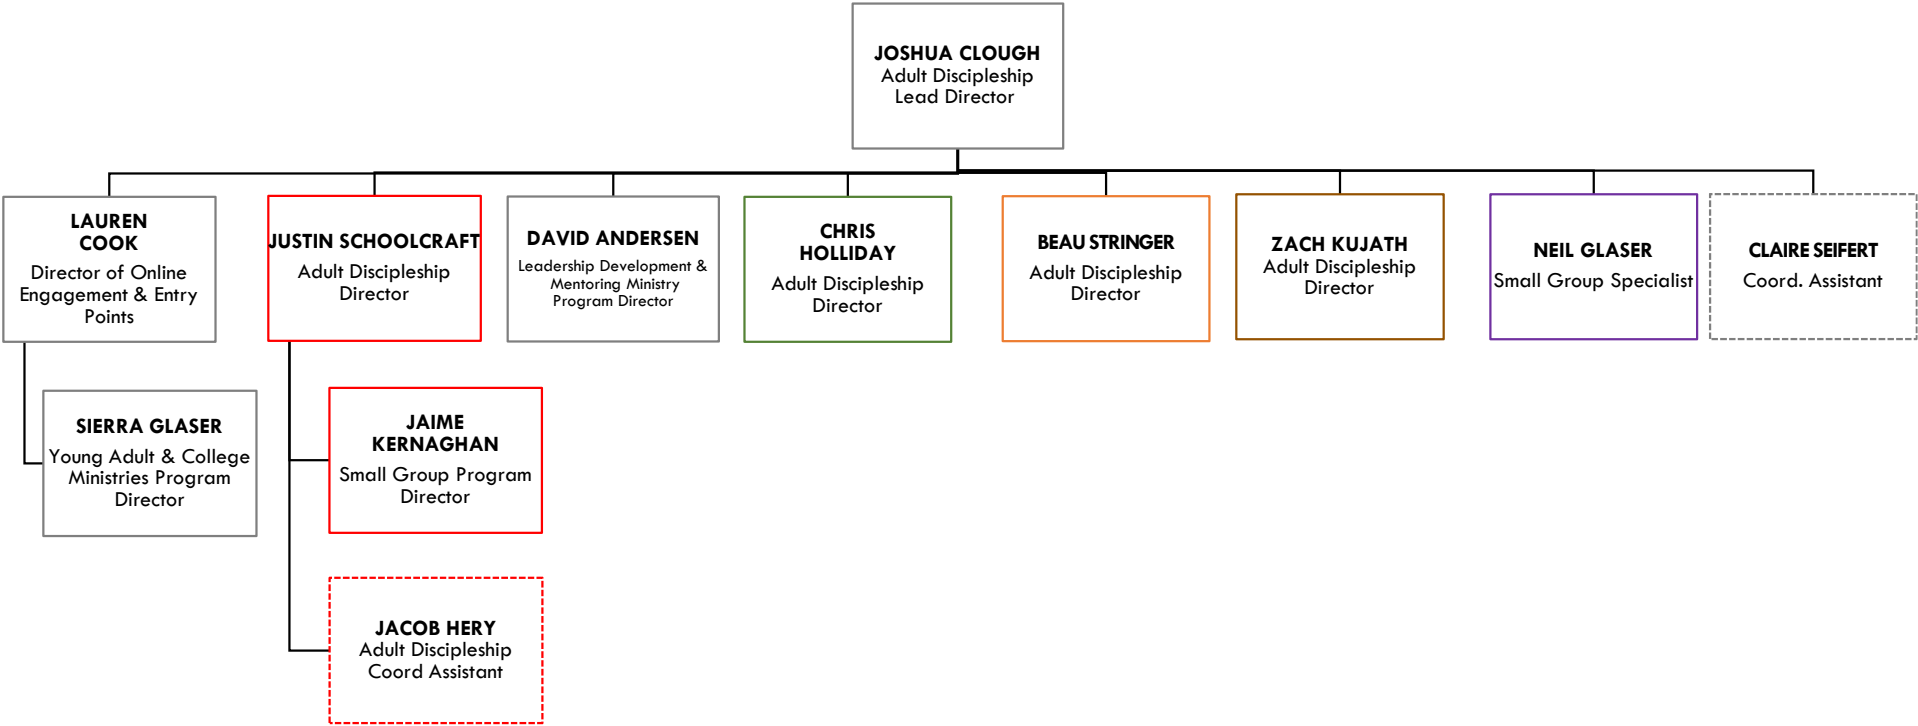 JOSHUA CLOUGH
Adult Discipleship
Lead Director
LAUREN
COOK
Director of Online
Engagement & Entry
Points
JUSTIN SCHOOLCRAFT
Adult Discipleship
Director
DAVID ANDERSEN
Leadership Development &
Mentoring Ministry
Program Director
CHRIS
HOLLIDAY
Adult Discipleship
Director
BEAU STRINGER
Adult Discipleship
Director
ZACH KUJATH
Adult Discipleship
Director
NEIL GLASER
Small Group Specialist
CLAIRE SEIFERT
Coord. Assistant
SIERRA GLASER
Young Adult & College
Ministries Program
Director
JAIME
KERNAGHAN
Small Group Program
Director
JACOB HERY
Adult Discipleship
Coord Assistant